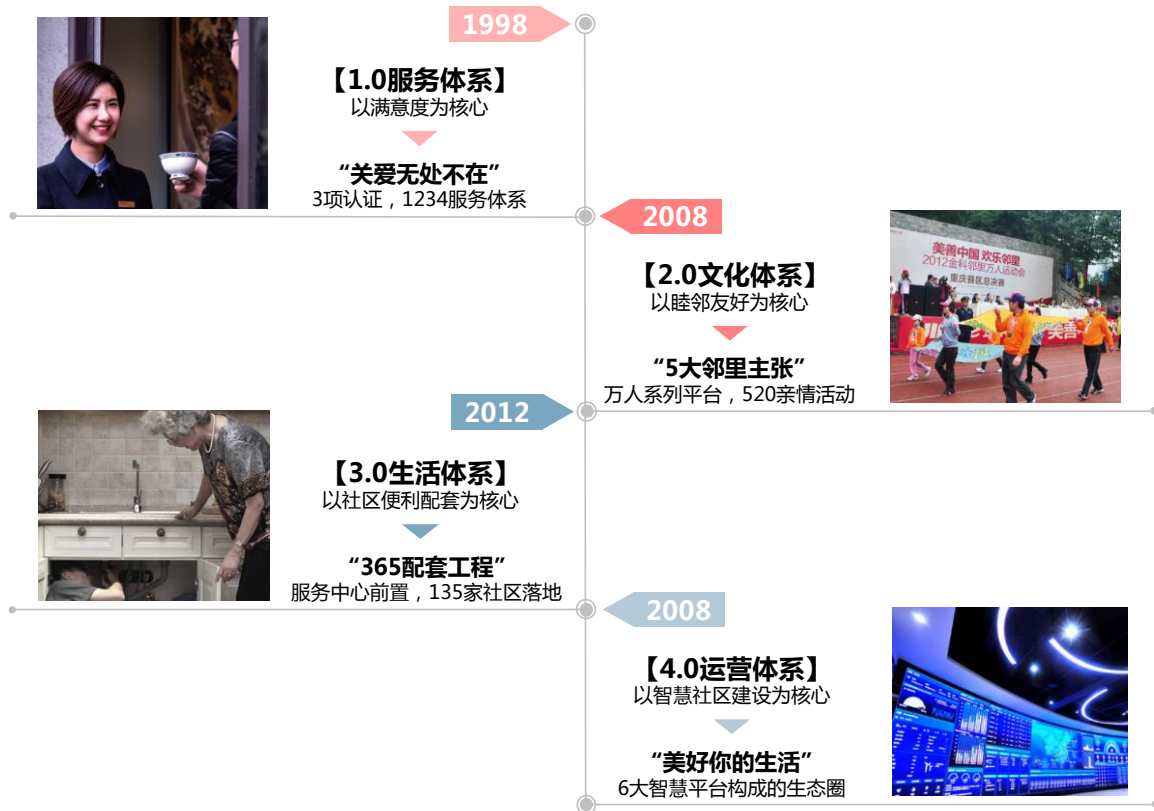 1998
【1.0服务体系】
以满意度为核心
“关爱无处不在”
3项认证，1234服务体系
2008
【2.0文化体系】
以睦邻友好为核心
“5大邻里主张”
万人系列平台，520亲情活动
美善中国 欢乐邻里
2012金科邻里万人运动会
重庆赛区总决赛
2012
【3.0生活体系】
以社区便利配套为核心
“365配套工程”
服务中心前置，135家社区落地
2008
【4.0运营体系】
以智慧社区建设为核心
“美好你的生活”
6大智慧平台构成的生态圈